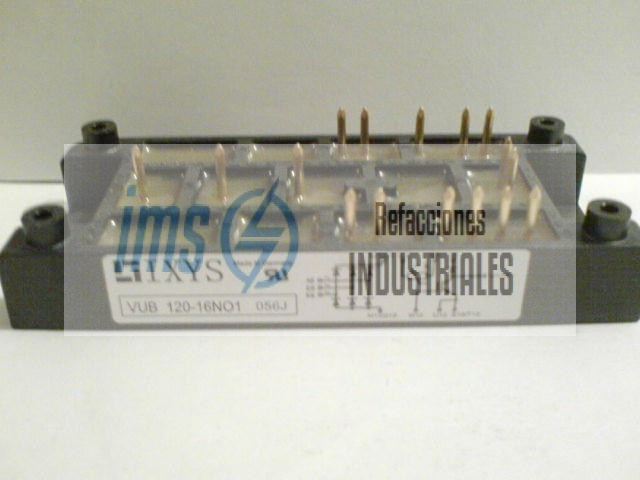 ims
Refacciones
INDUSTRIALES
IXYS
VUB 120-16NO1 056J